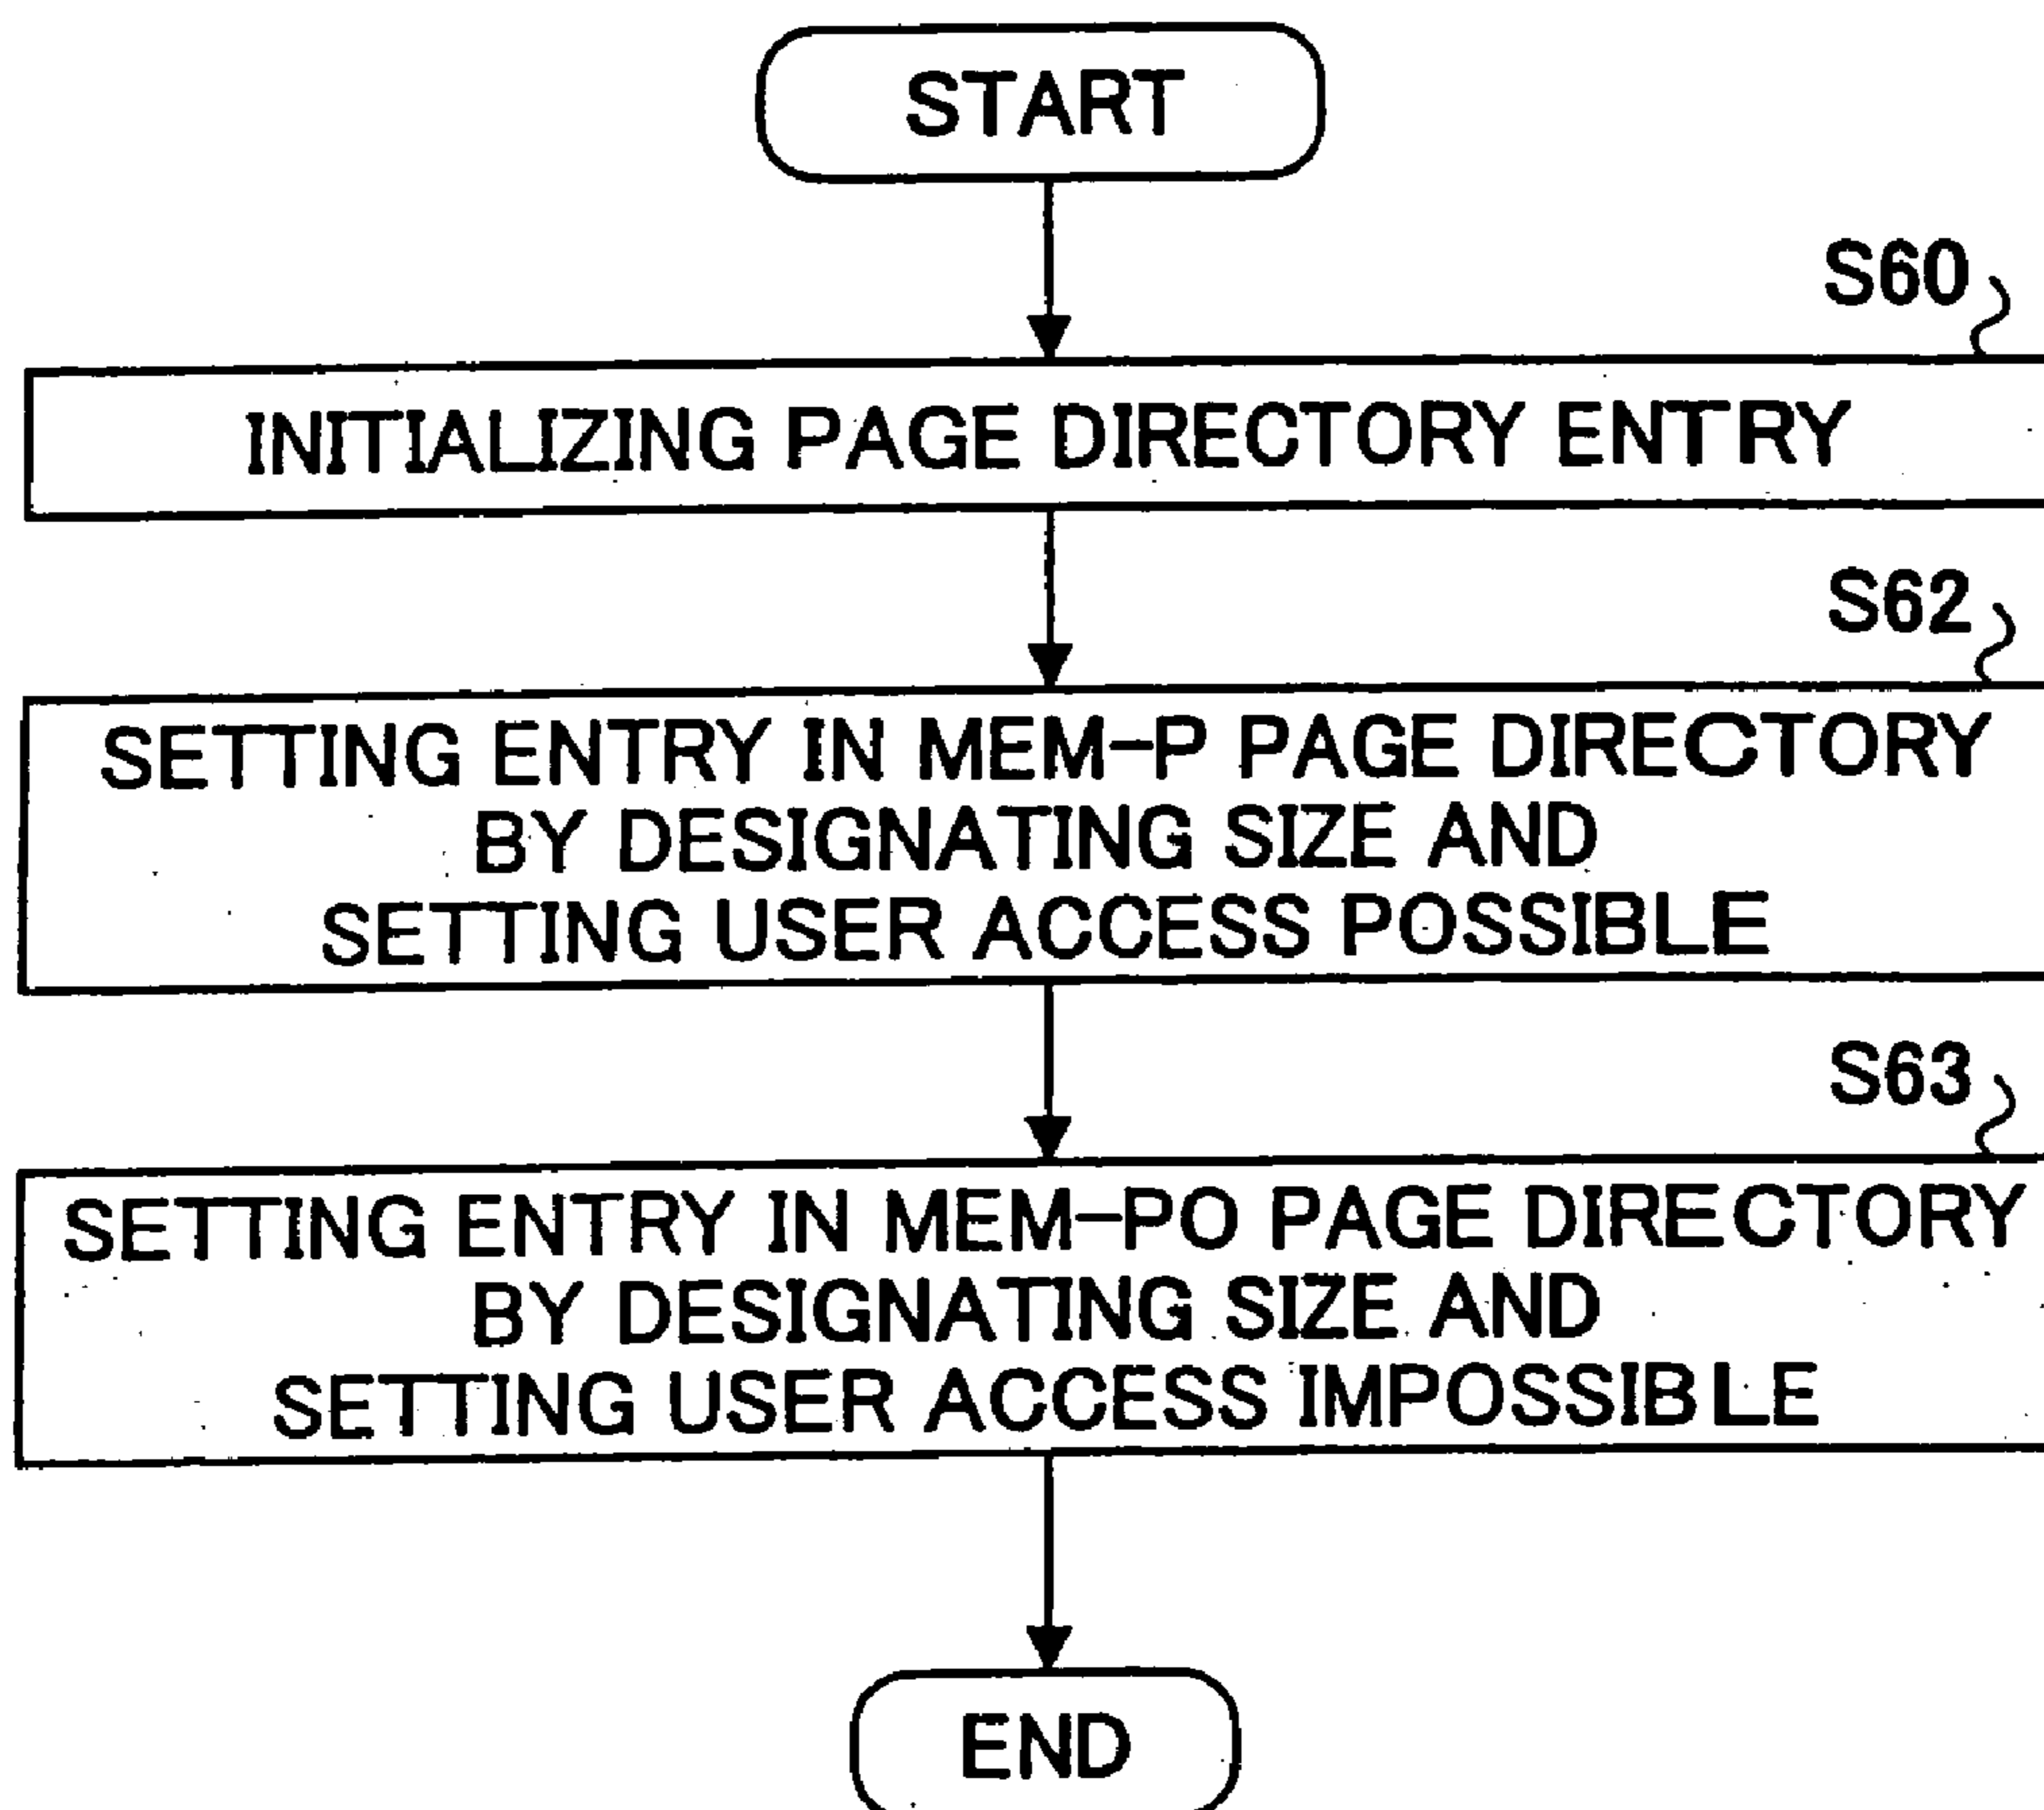 START
S60
INITIALIZING PAGE DIRECTORY ENTRY
S62
SETTING ENTRY IN MEM-P PAGE DIRECTORY
BY DESIGNATING SIZE AND
SETTING USER ACCESS POSSIBLE
S63
SETTING ENTRY IN MEM-PO PAGE DIRECTORY
BY DESIGNATING SIZE AND
SETTING USER ACCESS IMPOSSIBLE
END